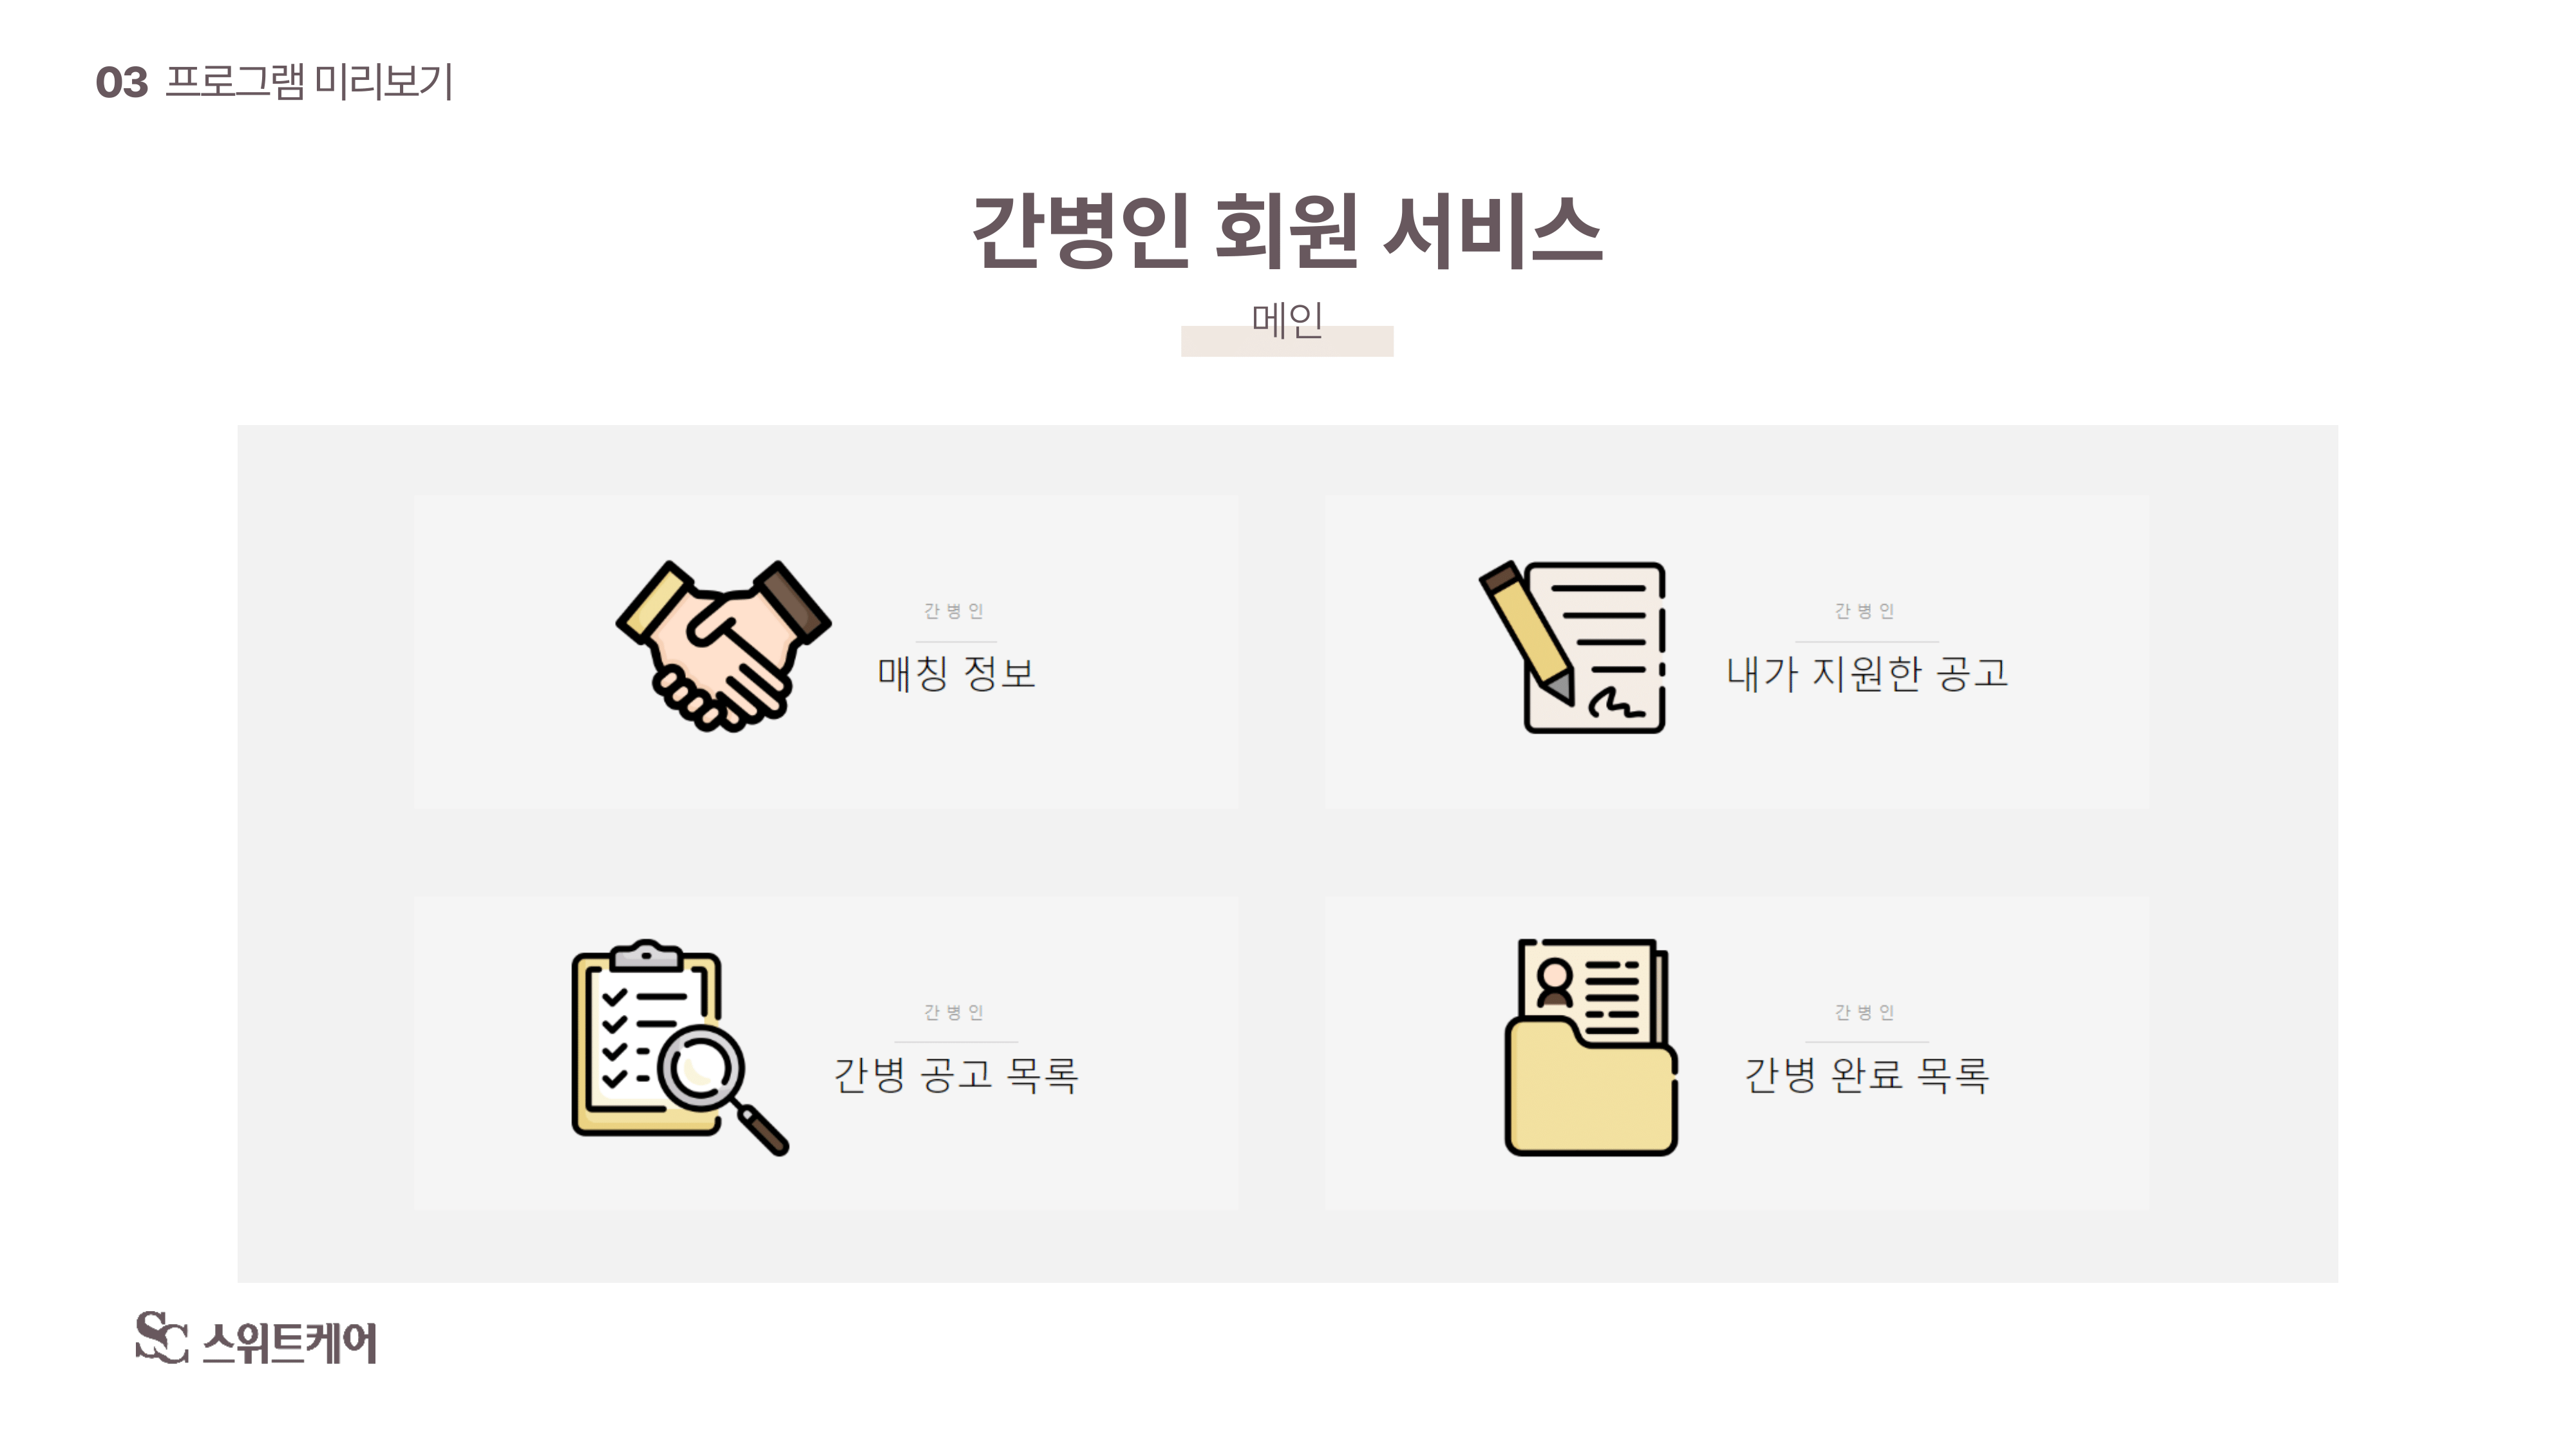 03 프로그램 미리보기
간병인 회원 서비스
메인
간병인
매칭 정보
간병인
내가 지원한 공고
간병인
간병 공고 목록
간병인
간병 완료 목록
SC 스위트케어